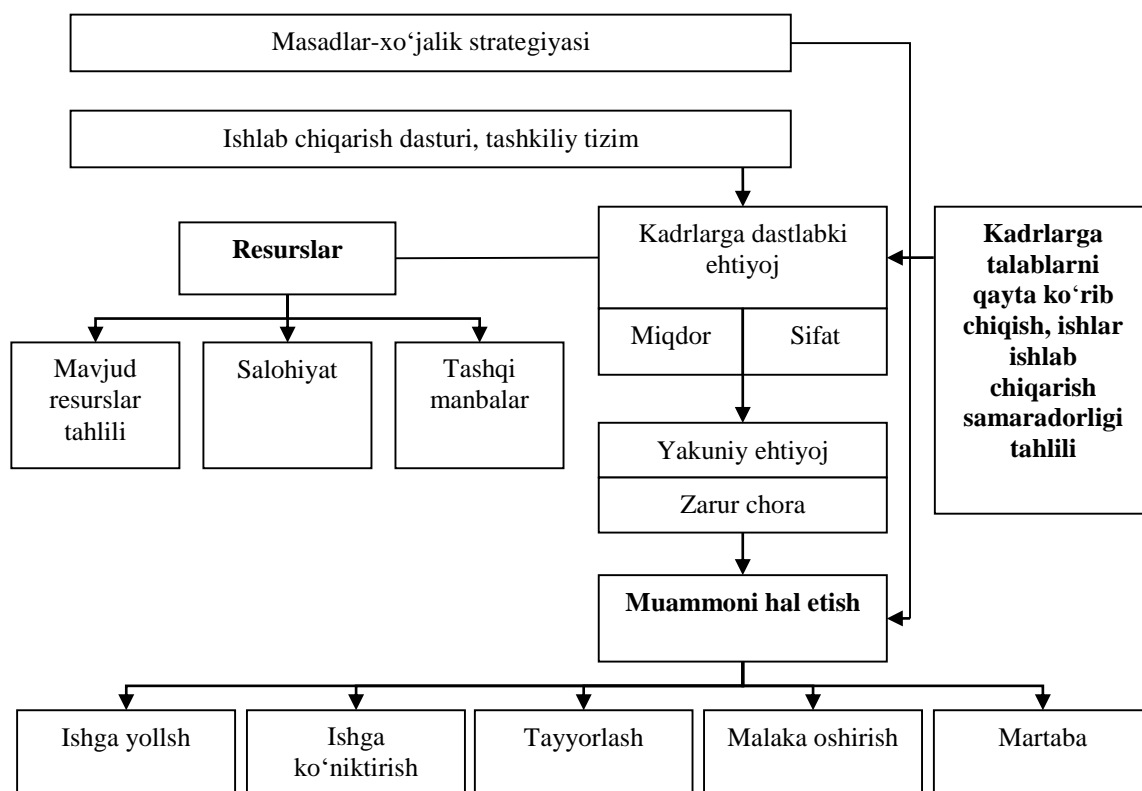 Masadlar-xo‘jalik strategiyasi
Ishlab chiqarish dasturi, tashkiliy tizim
Resurslar
Kadrlarga dastlabki
ehtiyoj
Miqdor
Sifat
Kadrlarga
talablarni
qayta ko‘rib
chiqish, ishlar
ishlab
chiqarish
samaradorligi
tahlili
Mavjud
resurslar
tahlili
Salohiyat
Tashqi
manbalar
Yakuniy ehtiyoj
Zarur chora
Muammoni hal etish
Ishga yollsh
Ishga
ko‘niktirish
Tayyorlash
Malaka oshirish
Martaba